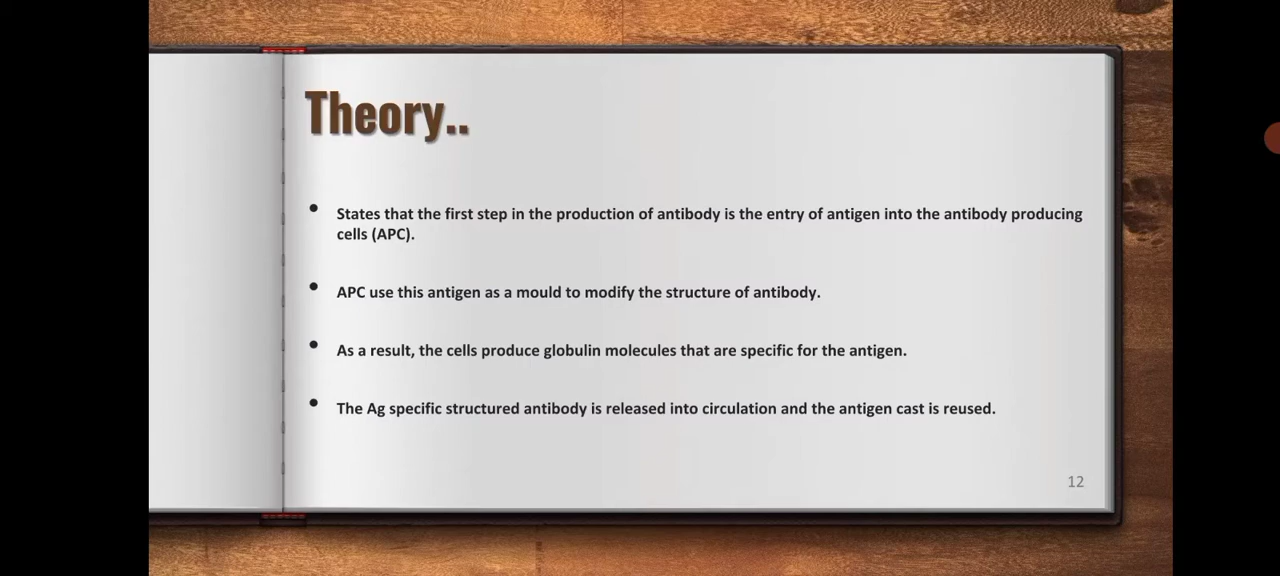 Theory..
• States that the first step in the production of antibody is the entry of antigen into the antibody producing
cells (APC).
• APC use this antigen as a mould to modify the structure of antibody.
• As a result, the cells produce globulin molecules that are specific for the antigen.
• The Ag specific structured antibody is released into circulation and the antigen cast is reused.
12